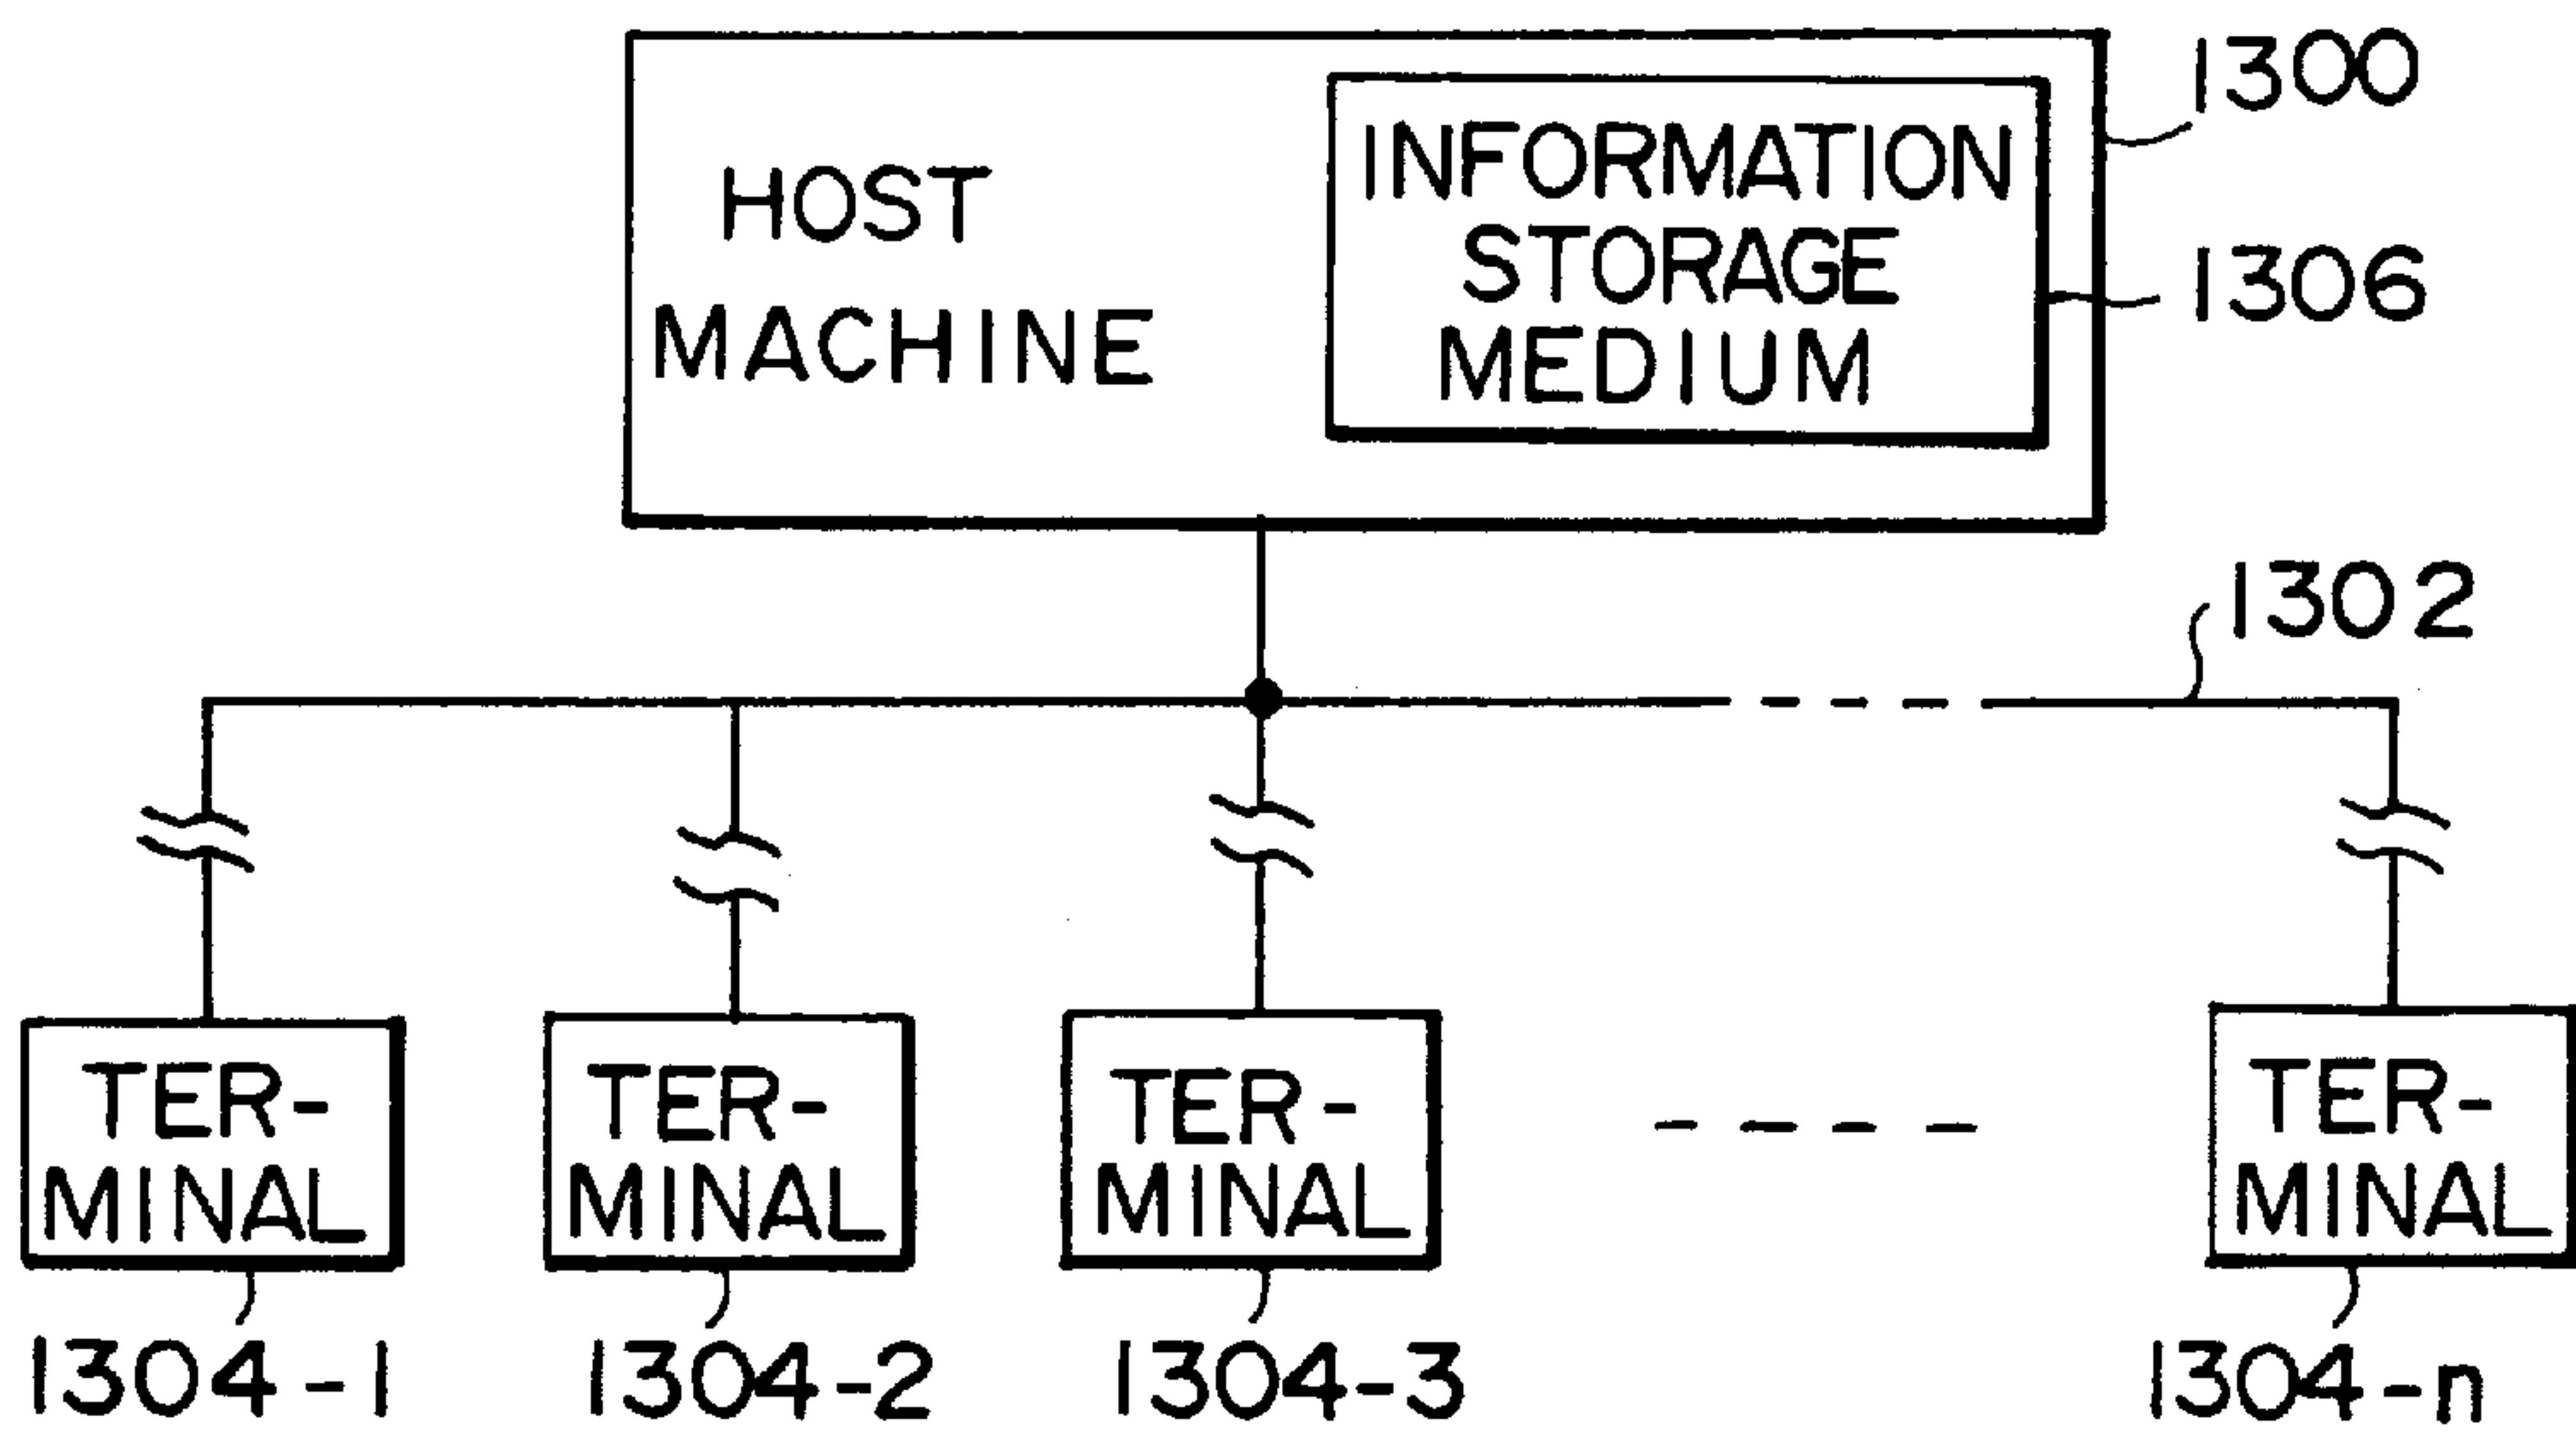 HOST
MACHINE
INFORMATION
STORAGE
MEDIUM
1300
1306
1302
TER-
MINAL
TER-
MINAL
TER-
MINAL
TER-
MINAL
1304-1
1304-2
1304-3
1304-n